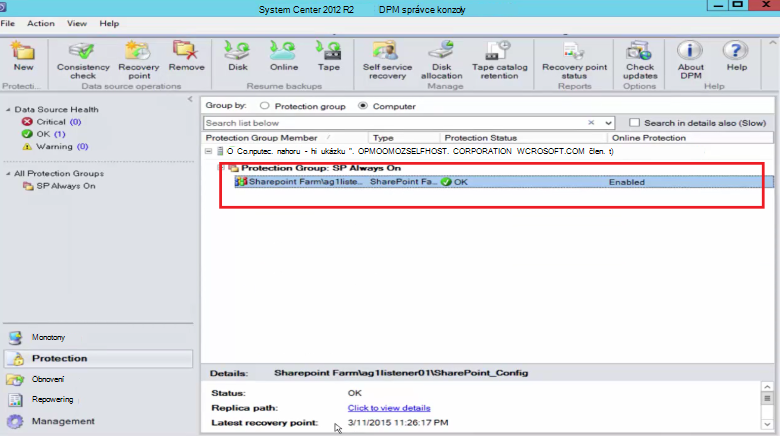 System Center 2012 R2 DPM správce konzoly
File Action View Help
New Consistency check Recovery point Remove Disk Online Tape Self service recovery Disk allocation Tape catalog retention Recovery point status Check updates About DPM Help
Protecti... Data source operations Resume backups Manage Reports Options Help
Data Source Health
Critical (0)
OK (1)
Warning (0)
All Protection Groups
SP Always On
Group by: Protection group Computer
Search list below Search in details also (Slow)
Protection Group Member / Type Protection Status Online Protection
O Co.nputec. nahoru - hi ukázku ". OPMOOMOZSELFHOST. CORPORATION WCROSOFT.COM člen. t)
Protection Group: SP Always On
Sharepoint Farm\ag1liste... SharePoint Fa... OK Enabled
Monotony
Protection
Obnovení
Repowering
Management
Details: Sharepoint Farm\ag1listener01\SharePoint_Config
Status: OK
Replica path: Click to view details
Latest recovery point: 3/11/2015 11:26:17 PM